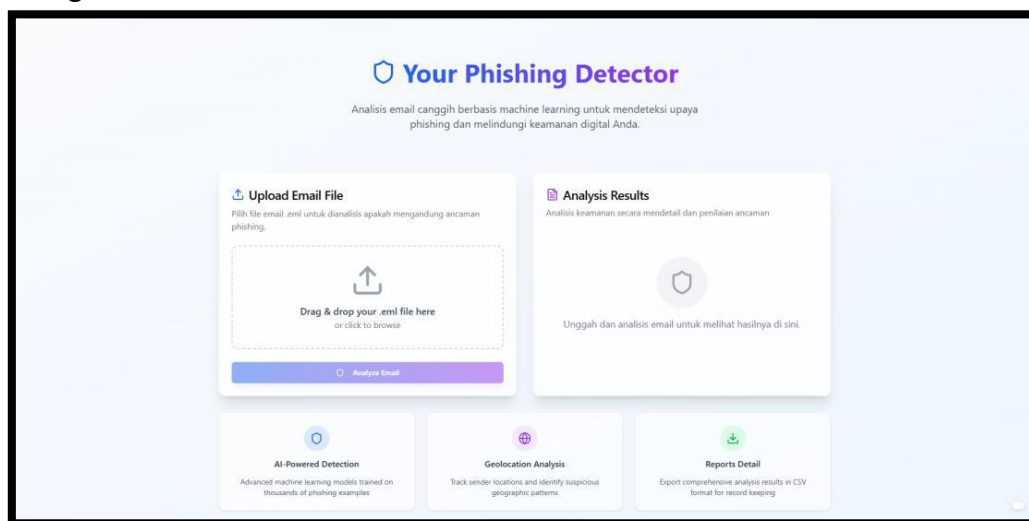 Your Phishing Detector
Analisis email canggih berbasis machine learning untuk mendeteksi upaya
phishing dan melindungi keamanan digital Anda.
Upload Email File
Pilih file email .eml untuk dianalisis apakah mengandung ancaman
phishing.
Drag & drop your .eml file here
or click to browse
Analyze Email
Analysis Results
Analisis keamanan secara mendetail dan penilaian ancaman
Unggah dan analisis email untuk melihat hasilnya di sini.
AI-Powered Detection
Advanced machine learning models trained on
thousands of phishing examples
Geolocation Analysis
Track sender locations and identify suspicious
geographic patterns
Reports Detail
Export comprehensive analysis results in CSV
format for record keeping